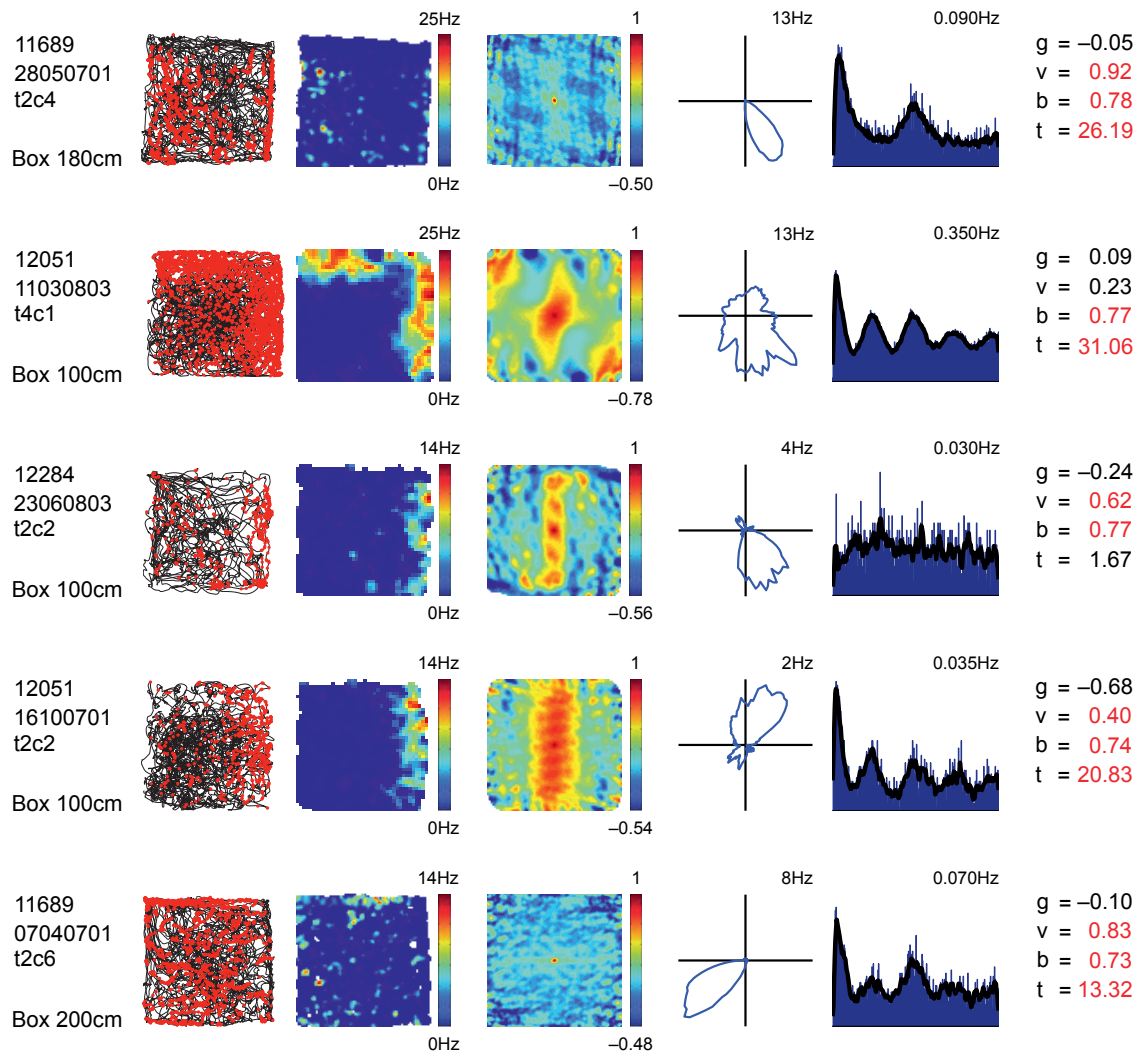 25Hz 1 13Hz 0.090Hz
11689
28050701
t2c4
Box 180cm
0Hz –0.50
g = –0.05
v = 0.92
b = 0.78
t = 26.19
25Hz 1 13Hz 0.350Hz
12051
11030803
t4c1
Box 100cm
0Hz –0.78
g = 0.09
v = 0.23
b = 0.77
t = 31.06
14Hz 1 4Hz 0.030Hz
12284
23060803
t2c2
Box 100cm
0Hz –0.56
g = –0.24
v = 0.62
b = 0.77
t = 1.67
14Hz 1 2Hz 0.035Hz
12051
16100701
t2c2
Box 100cm
0Hz –0.54
g = –0.68
v = 0.40
b = 0.74
t = 20.83
14Hz 1 8Hz 0.070Hz
11689
07040701
t2c6
Box 200cm
0Hz –0.48
g = –0.10
v = 0.83
b = 0.73
t = 13.32